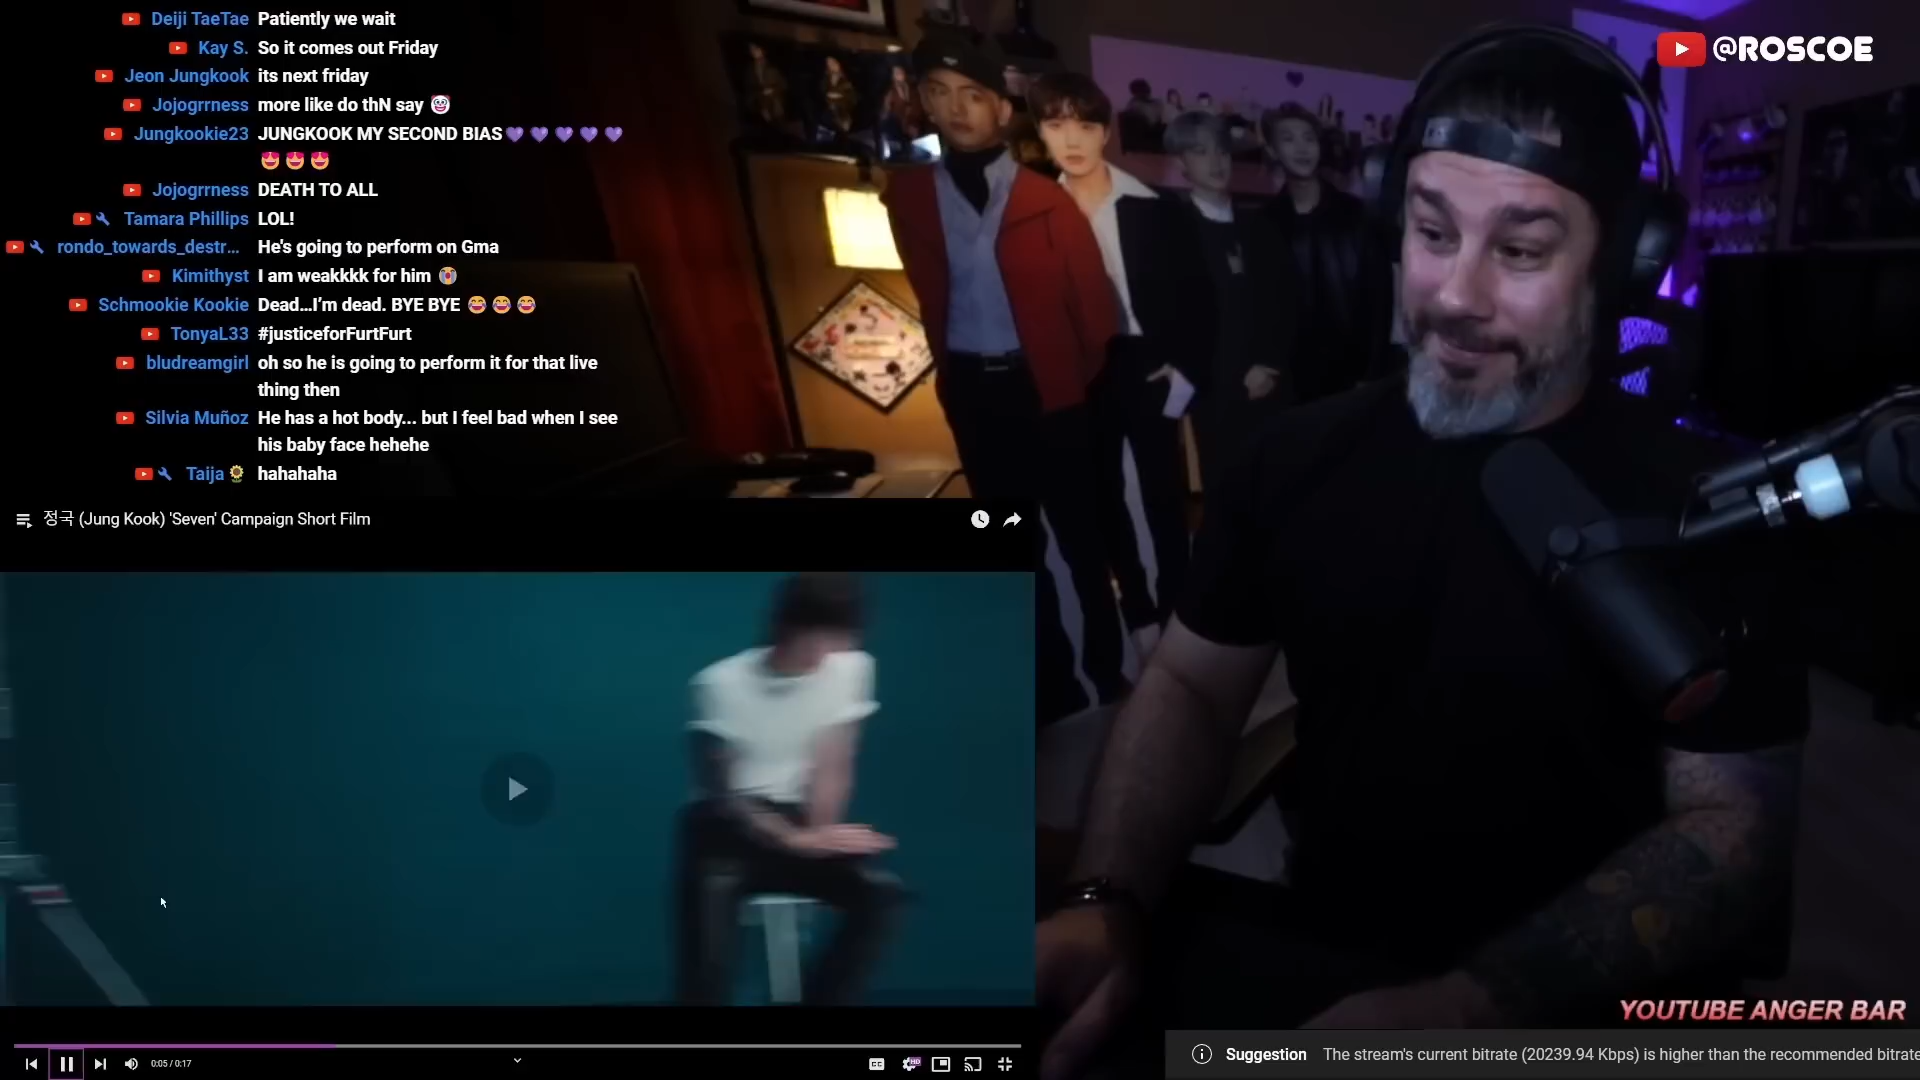 Deiji TaeTae Patiently we wait
Kay S. So it comes out Friday
Jeon Jungkook its next friday
Jojogrrness more like do thN say 🤡
Jungkookie23 JUNGKOOK MY SECOND BIAS💜 💜 💜 💜 💜
😍 😍 😍
Jojogrrness DEATH TO ALL
Tamara Phillips LOL!
rondo_towards_destr... He's going to perform on Gma
Kimithyst I am weakkkk for him 😭
Schmookie Kookie Dead...I'm dead. BYE BYE 😂 😂 😂
TonyaL33 #justiceforFurtFurt
bludreamgirl oh so he is going to perform it for that live
thing then
Silvia Muñoz He has a hot body... but I feel bad when I see
his baby face hehehe
Taija🌻 hahahaha
@ROSCOE
정국 (Jung Kook) 'Seven' Campaign Short Film
YOUTUBE ANGER BAR
0:05 / 0:17
CC
HD
Suggestion The stream's current bitrate (20239.94 Kbps) is higher than the recommended bitrate